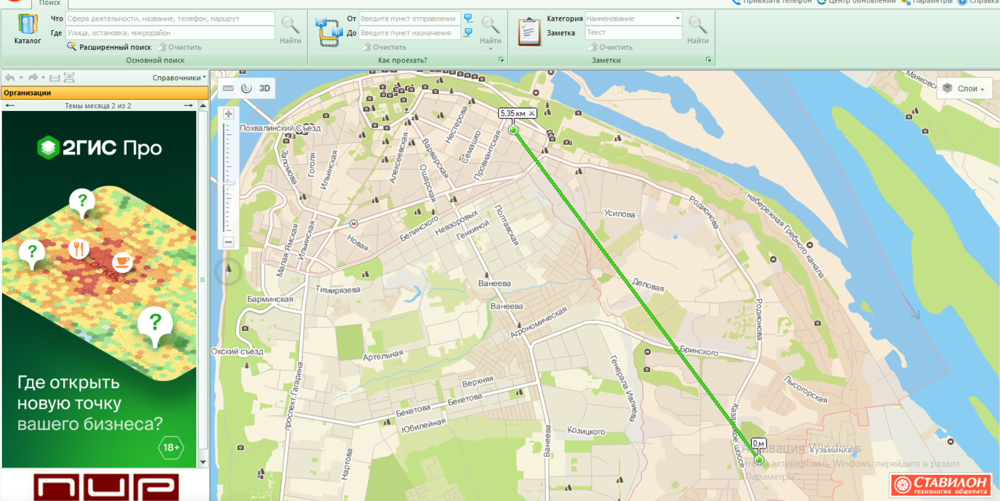 Поиск
Привязать телефон
Центр обновлений
Параметры
Справка
Каталог
Что
Сфера деятельности, название, телефон, маршрут
Где
Улица, остановка, микрорайон
Найти
Расширенный поиск
Очистить
Основной поиск
A
B
От
Введите пункт отправления
До
Введите пункт назначения
Найти
Очистить
Как проехать?
Категория
Наименование
Заметка
Текст
Найти
Очистить
Заметки
Справочники
Организации
Темы месяца 2 из 2
2ГИС Про
?
?
МОСКВА
?
Где открыть
новую точку
вашего бизнеса?
18+
ПИР
3D
Слои
Маяковс
5,35 км
Похвалинский Съезд
Нестерова
Семашко
Провиантская
Алексеевская
Варварская
Ошарская
Гоголя
Ильинская
Заломова
набережная Гребного канала
Родионова
Усилова
Полтавская
Невзоровых
Белинского
Генкиной
Новая
Малая Ямская
Ильинская
Тимирязева
Ванеева
Деловая
Барминская
Ванеева
Родионова
Агрономическая
Окский съезд
Артельная
Бринского
Генерала Ивлиева
Верхняя
Лысогорская
проспект Гагарина
Бекетова
Бекетова
Юбилейная
Козицкого
Казанское шоссе
Ванеева
Нартова
0 м
Кузьминка
Активация Windows
Чтобы активировать Windows, перейдите в раздел
"Параметры".
СТАВИЛОН
технология общепита